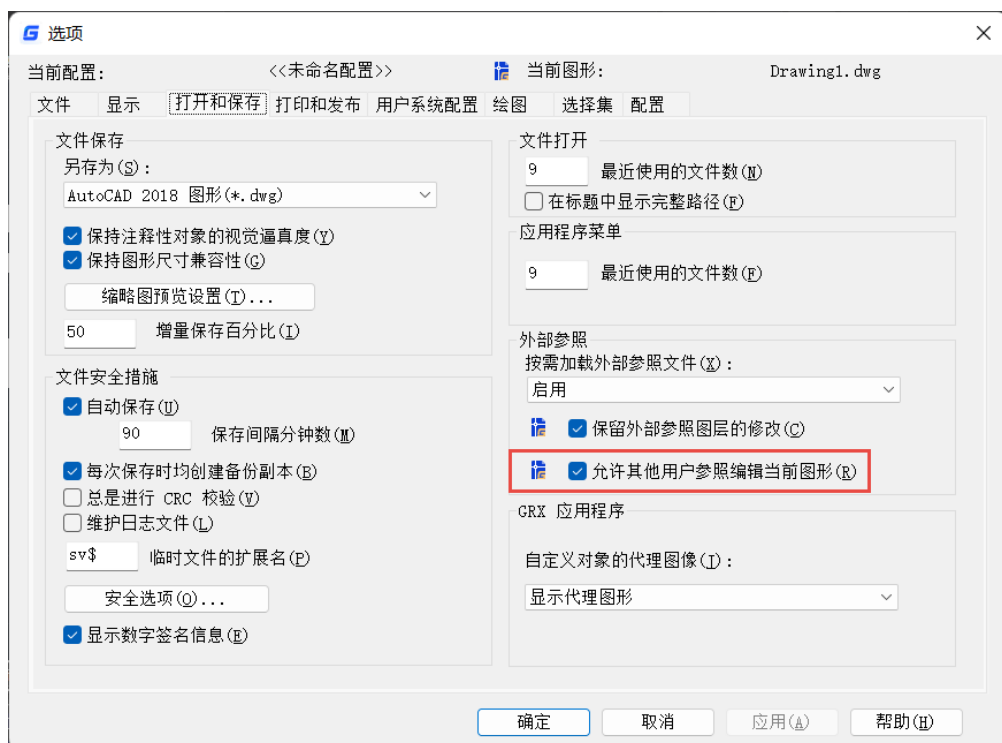 选项
当前配置: <<未命名配置>> 当前图形: Drawing1.dwg
文件 显示 打开和保存 打印和发布 用户系统配置 绘图 选择集 配置
文件保存
另存为(S):
AutoCAD 2018 图形(*.dwg)
保持注释性对象的视觉逼真度(Y)
保持图形尺寸兼容性(G)
缩略图预览设置(T)...
50 增量保存百分比(I)
文件安全措施
自动保存(U)
90 保存间隔分钟数(M)
每次保存时均创建备份副本(B)
总是进行 CRC 校验(V)
维护日志文件(L)
sv$ 临时文件的扩展名(P)
安全选项(O)...
显示数字签名信息(E)
文件打开
9 最近使用的文件数(N)
在标题中显示完整路径(F)
应用程序菜单
9 最近使用的文件数(F)
外部参照
按需加载外部参照文件(X):
启用
保留外部参照图层的修改(C)
允许其他用户参照编辑当前图形(R)
GRX 应用程序
自定义对象的代理图像(J):
显示代理图形
确定 取消 应用(A) 帮助(H)